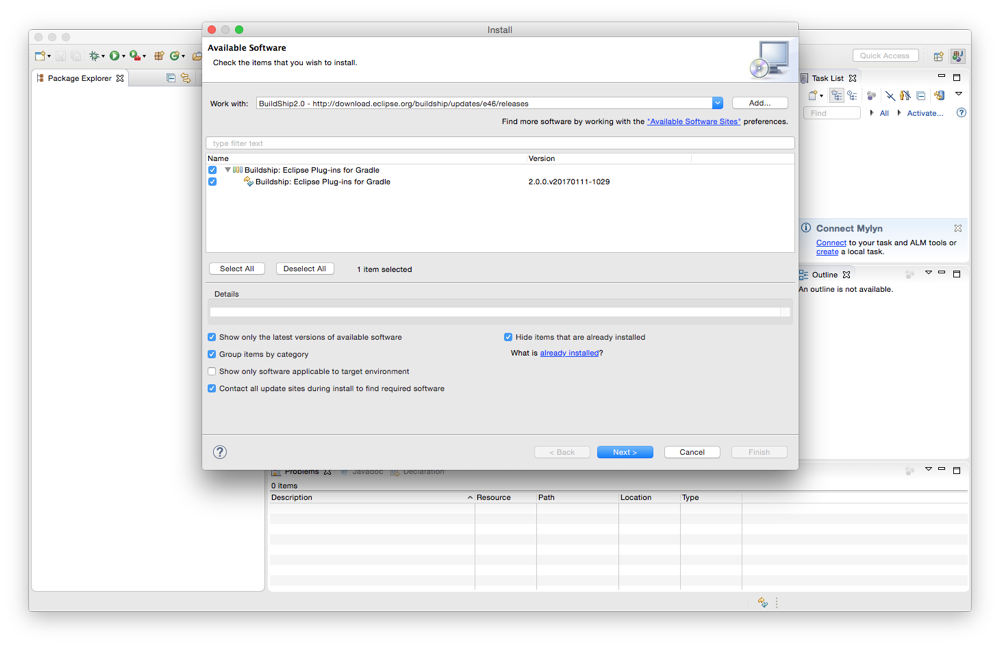 Install
Available Software
Check the items that you wish to install.
Quick Access
Package Explorer
Task List
Work with:
BuildShip2.0 - http://download.eclipse.org/buildship/updates/e46/releases
Add...
Find more software by working with the "Available Software Sites" preferences.
Find
All
Activate...
type filter text
Name
Version
Buildship: Eclipse Plug-ins for Gradle
Buildship: Eclipse Plug-ins for Gradle
2.0.0.v20170111-1029
Connect Mylyn
Connect to your task and ALM tools or
create a local task.
Select All
Deselect All
1 item selected
Outline
An outline is not available.
Details
Show only the latest versions of available software
Hide items that are already installed
Group items by category
What is already installed?
Show only software applicable to target environment
Contact all update sites during install to find required software
< Back
Next >
Cancel
Finish
Problems
Javadoc
Declaration
0 items
Description
Resource
Path
Location
Type